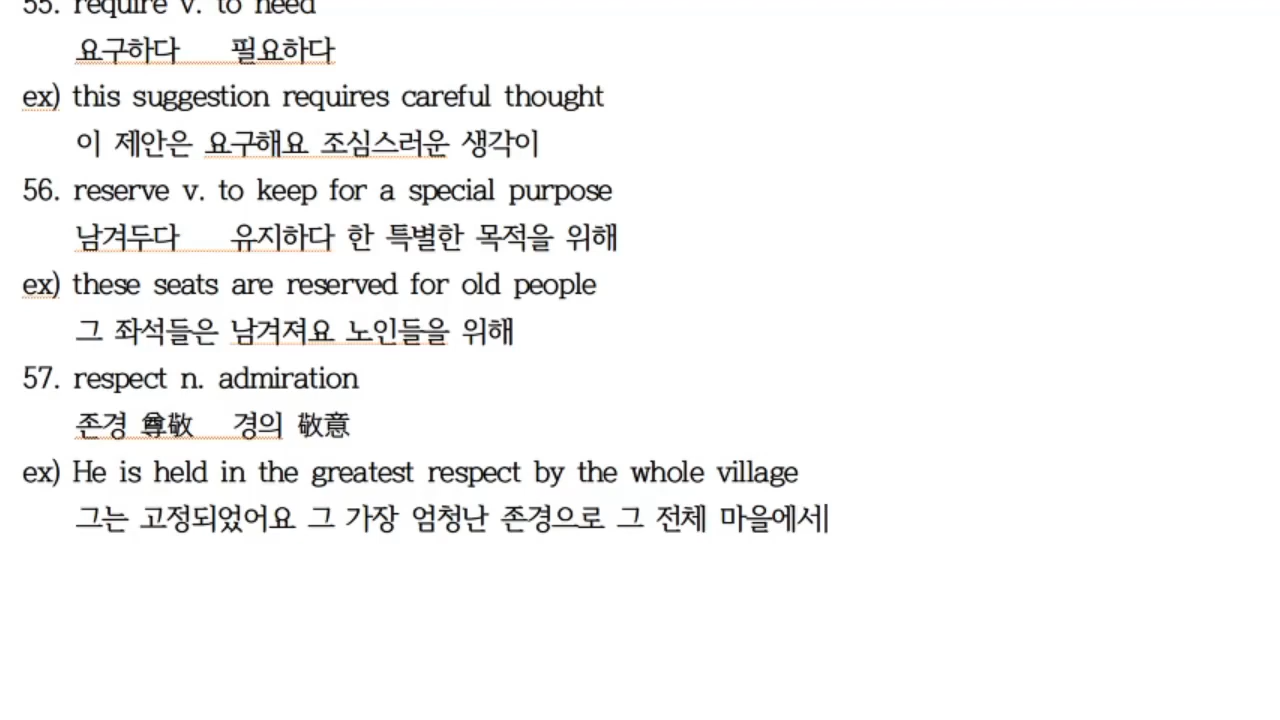 55. require v. to need
요구하다 필요하다
ex) this suggestion requires careful thought
이 제안은 요구해요 조심스러운 생각이
56. reserve v. to keep for a special purpose
남겨두다 유지하다 한 특별한 목적을 위해
ex) these seats are reserved for old people
그 좌석들은 남겨져요 노인들을 위해
57. respect n. admiration
존경 尊敬 경의 敬意
ex) He is held in the greatest respect by the whole village
그는 고정되었어요 그 가장 엄청난 존경으로 그 전체 마을에서